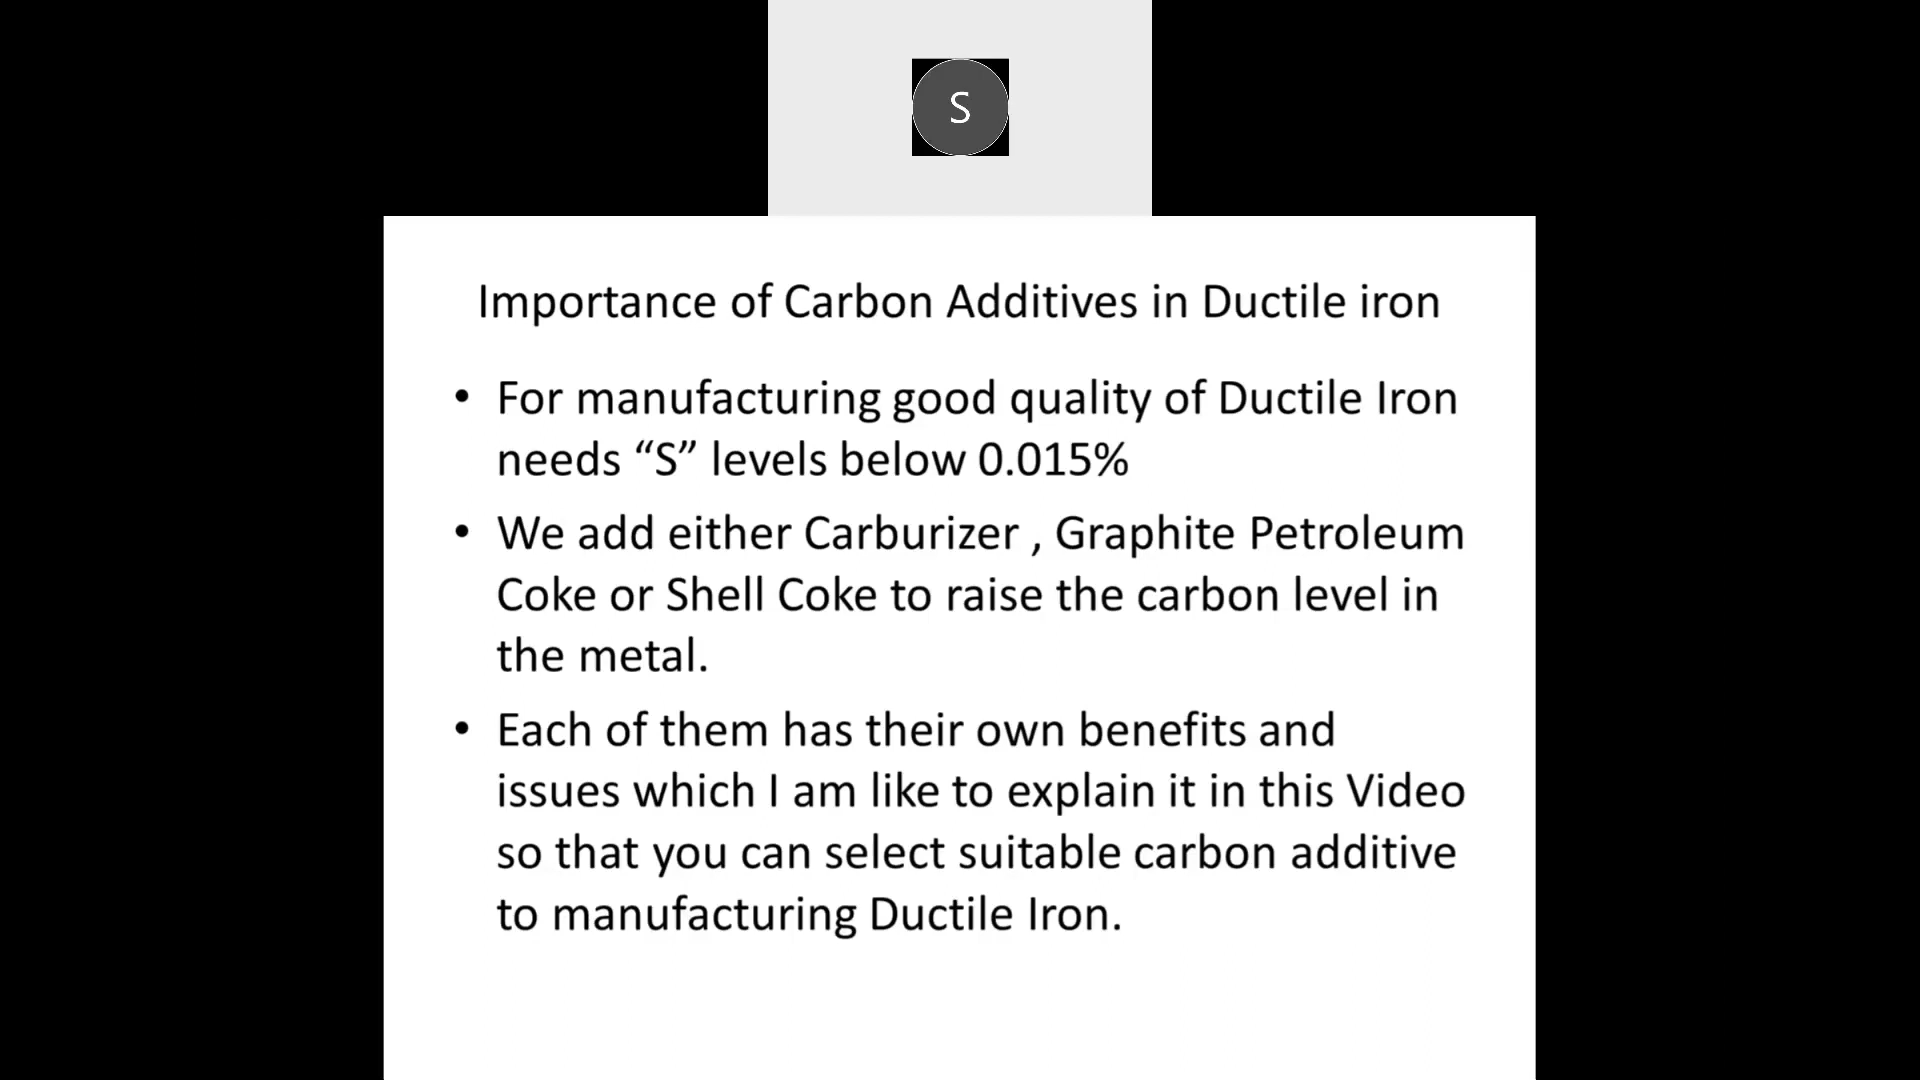 S
Importance of Carbon Additives in Ductile iron
• For manufacturing good quality of Ductile Iron
needs “S” levels below 0.015%
• We add either Carburizer , Graphite Petroleum
Coke or Shell Coke to raise the carbon level in
the metal.
• Each of them has their own benefits and
issues which I am like to explain it in this Video
so that you can select suitable carbon additive
to manufacturing Ductile Iron.